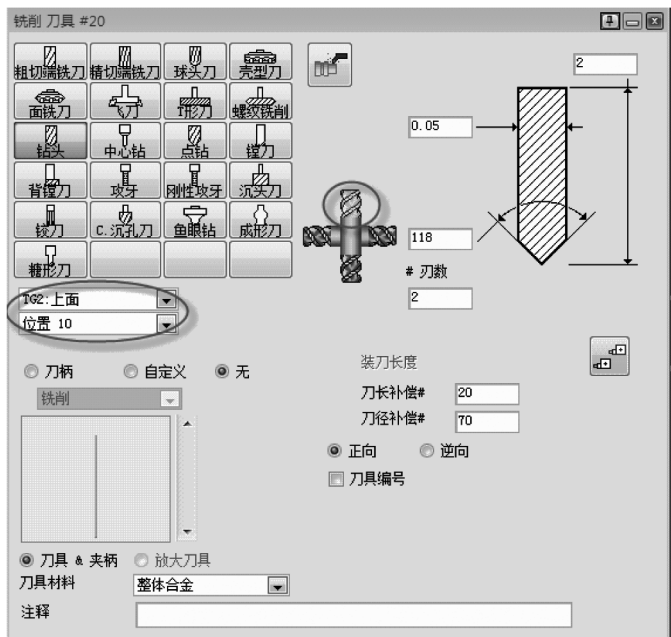 铣削 刀具 #20
粗切端铣刀 精切端铣刀 球头刀 壳型刀
面铣刀 飞刀 T形刀 螺纹铣削
钻头 中心钻 点钻 镗刀
背镗刀 攻牙 刚性攻牙 沉头刀
铰刀 C.沉孔刀 鱼眼钻 成形刀
糖形刀
2
0.05
118
# 刃数
2
TG2:上面
位置 10
刀柄 自定义 无
铣削
装刀长度
刀长补偿# 20
刀径补偿# 70
正向 逆向
刀具编号
刀具 & 夹柄 放大刀具
刀具材料 整体合金
注释